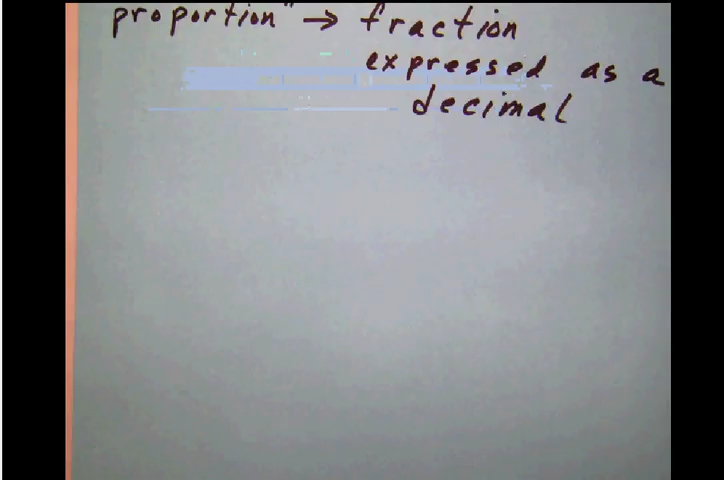 proportion" → fraction
expressed as a
decimal